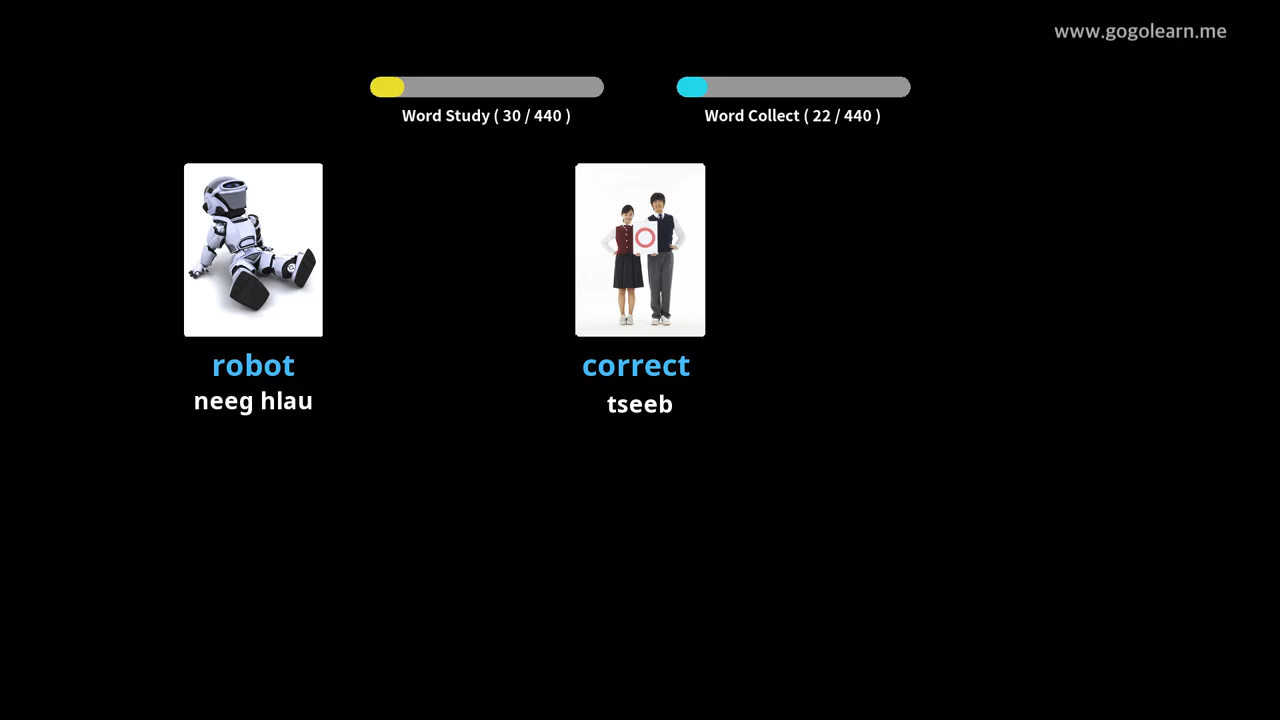 www.gogolearn.me
Word Study ( 30 / 440 )
Word Collect ( 22 / 440 )
robot
neeg hlau
correct
tseeb